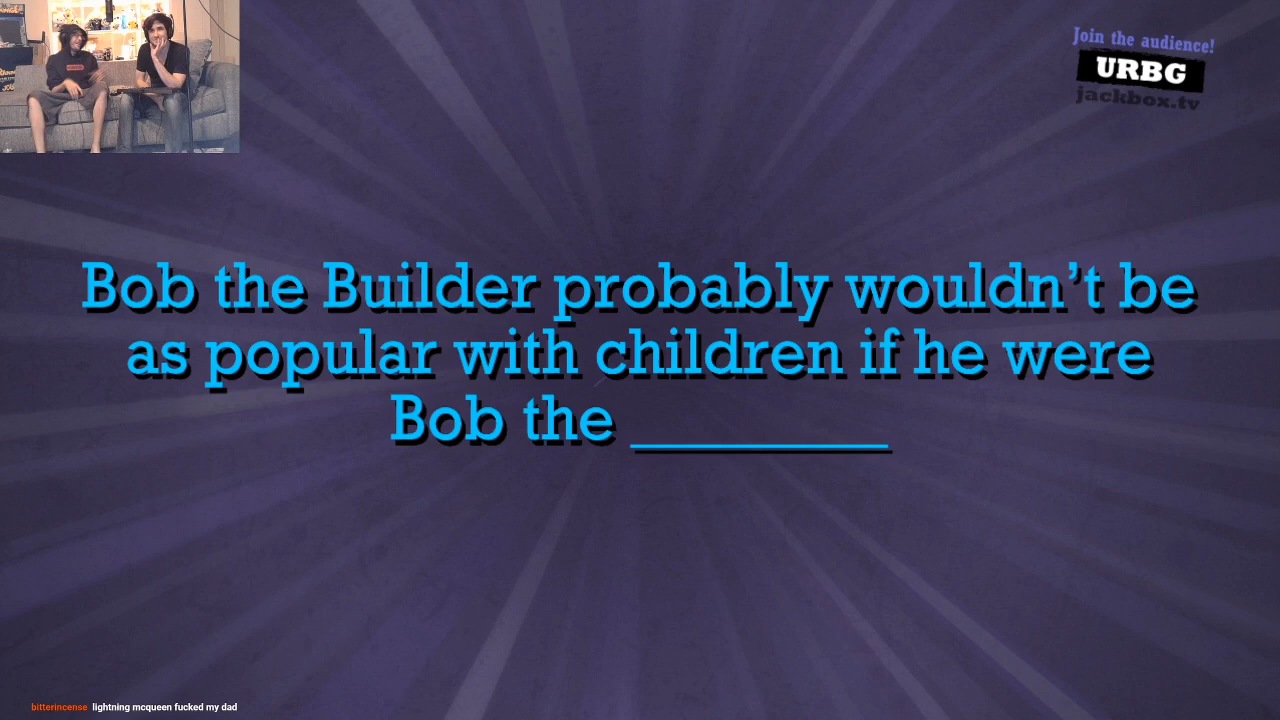 Join the audience!
URBG
jackbox.tv
Bob the Builder probably wouldn't be
as popular with children if he were
Bob the ________
bitterincense lightning mcqueen fucked my dad